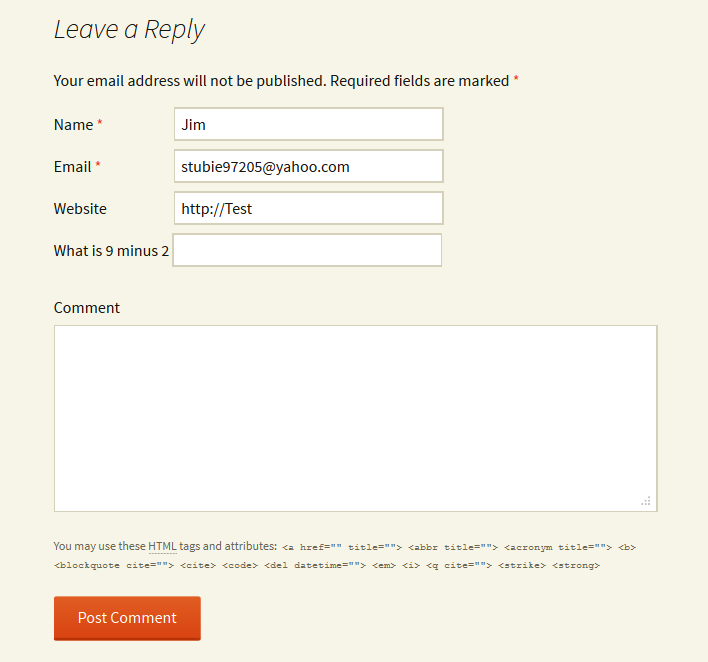 Leave a Reply
Your email address will not be published. Required fields are marked *
Name * Jim
Email * stubie97205@yahoo.com
Website http://Test
What is 9 minus 2
Comment
You may use these HTML tags and attributes: <a href="" title=""> <abbr title=""> <acronym title=""> <b>
<blockquote cite=""> <cite> <code> <del datetime=""> <em> <i> <q cite=""> <strike> <strong>
Post Comment